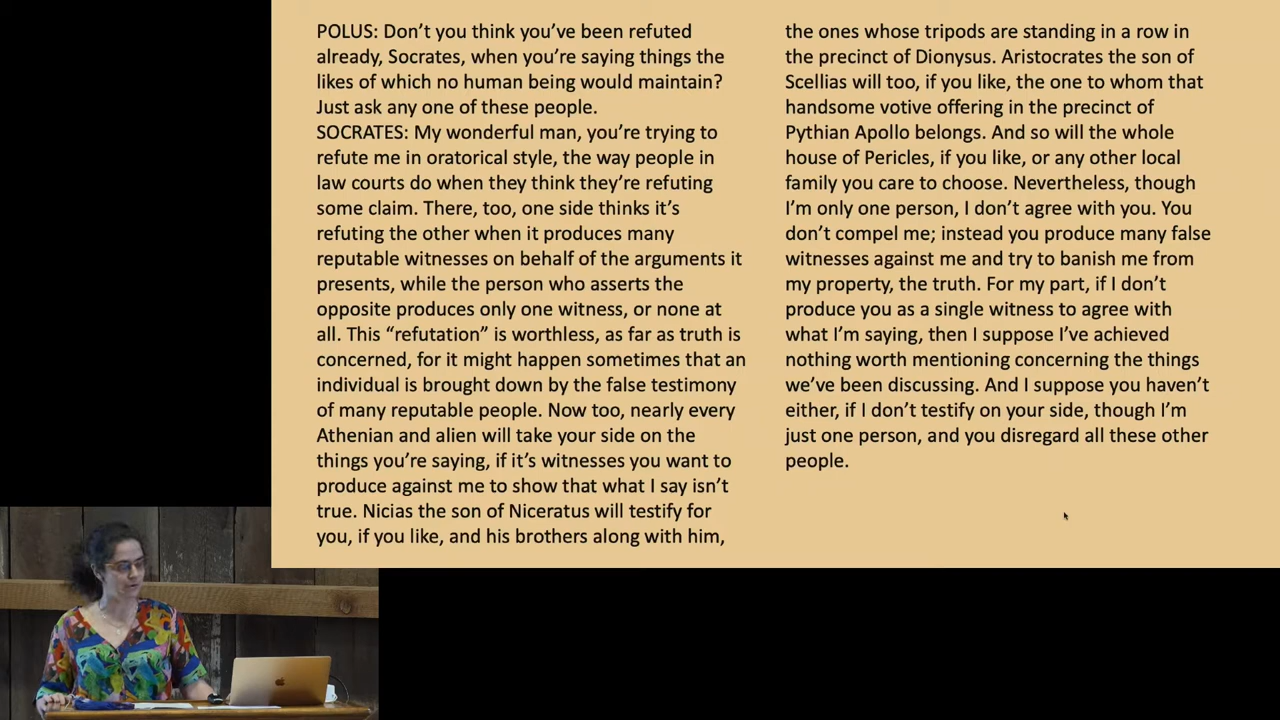 POLUS: Don’t you think you’ve been refuted
already, Socrates, when you’re saying things the
likes of which no human being would maintain?
Just ask any one of these people.
SOCRATES: My wonderful man, you’re trying to
refute me in oratorical style, the way people in
law courts do when they think they’re refuting
some claim. There, too, one side thinks it’s
refuting the other when it produces many
reputable witnesses on behalf of the arguments it
presents, while the person who asserts the
opposite produces only one witness, or none at
all. This “refutation” is worthless, as far as truth is
concerned, for it might happen sometimes that an
individual is brought down by the false testimony
of many reputable people. Now too, nearly every
Athenian and alien will take your side on the
things you’re saying, if it’s witnesses you want to
produce against me to show that what I say isn’t
true. Nicias the son of Niceratus will testify for
you, if you like, and his brothers along with him,
the ones whose tripods are standing in a row in
the precinct of Dionysus. Aristocrates the son of
Scellias will too, if you like, the one to whom that
handsome votive offering in the precinct of
Pythian Apollo belongs. And so will the whole
house of Pericles, if you like, or any other local
family you care to choose. Nevertheless, though
I’m only one person, I don’t agree with you. You
don’t compel me; instead you produce many false
witnesses against me and try to banish me from
my property, the truth. For my part, if I don’t
produce you as a single witness to agree with
what I’m saying, then I suppose I’ve achieved
nothing worth mentioning concerning the things
we’ve been discussing. And I suppose you haven’t
either, if I don’t testify on your side, though I’m
just one person, and you disregard all these other
people.